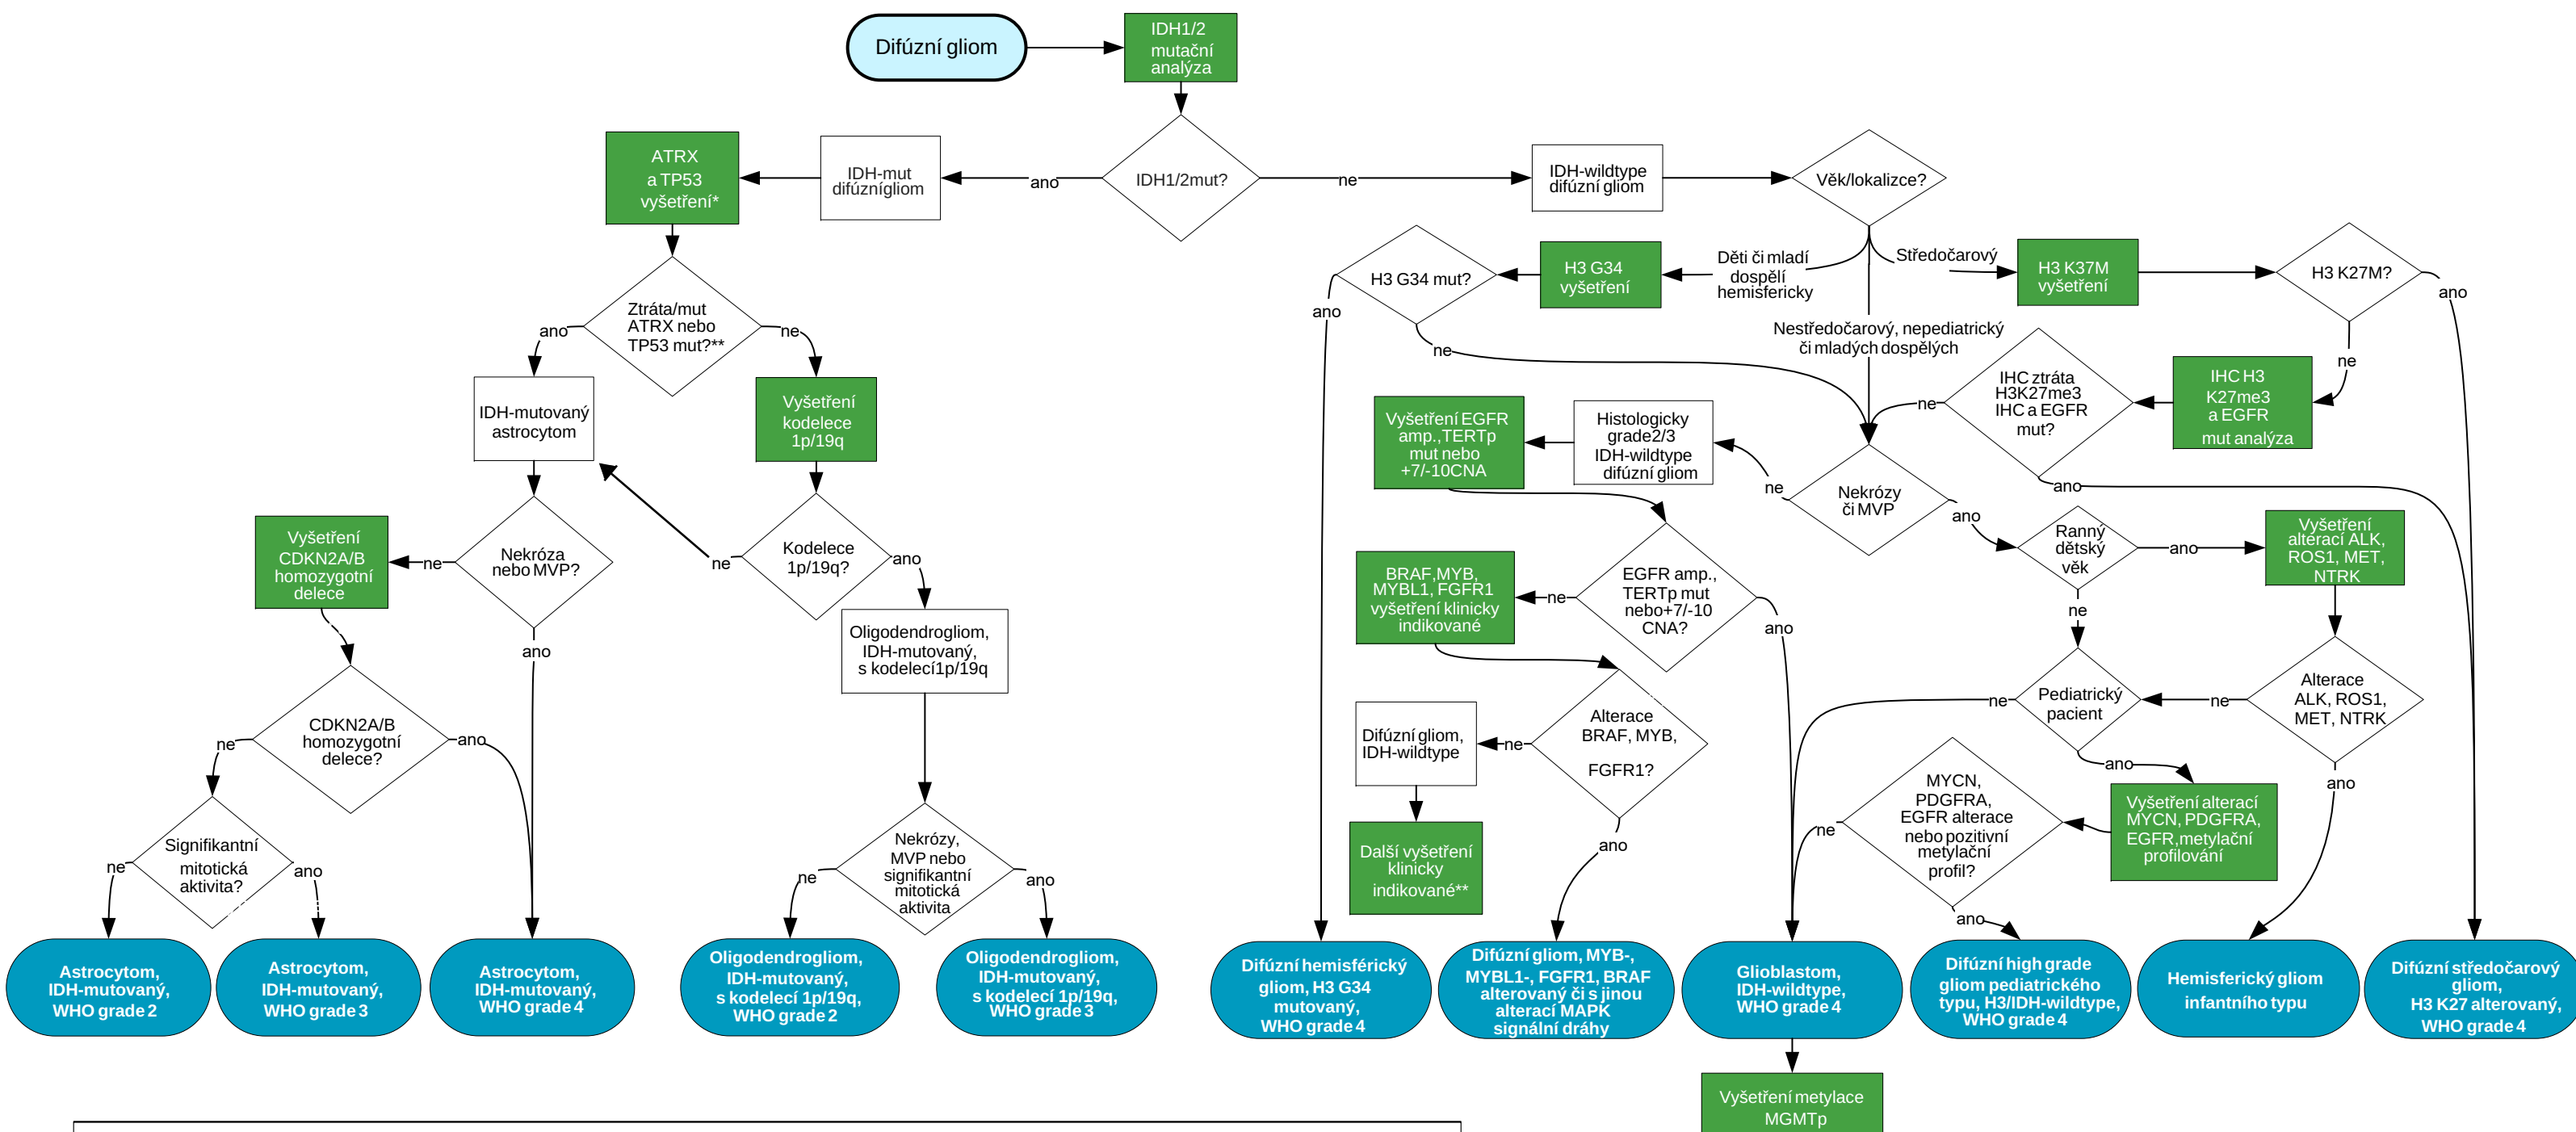 Difúzní gliom
IDH1/2
mutační
analýza
ATRX
a TP53
vyšetření*
IDH-mut
difúznígliom
ano
IDH1/2mut?
ne
IDH-wildtype
difúzní gliom
Věk/lokalizce?
H3 G34 mut?
H3 G34
vyšetření
Děti či mladí
dospělí
hemisfericky
Středočarový
H3 K37M
vyšetření
H3 K27M?
ano
ano
Ztráta/mut
ATRX nebo
TP53 mut?**
ano
ne
ne
Nestředočarový, nepediatrický
či mladých dospělých
ne
IDH-mutovaný
astrocytom
Vyšetření
kodelece
1p/19q
Vyšetření EGFR
amp.,TERTp
mut nebo
+7/-10CNA
Histologicky
grade2/3
IDH-wildtype
difúzní gliom
ne
IHC ztráta
H3K27me3
IHC a EGFR
mut?
IHC H3
K27me3
a EGFR
mut analýza
ne
Nekrózy
či MVP
ano
ano
Vyšetření
CDKN2A/B
homozygotní
delece
ne
Nekróza
nebo MVP?
ne
Kodelece
1p/19q?
ano
Ranný
dětský
věk
ano
Vyšetření
alterací ALK,
ROS1, MET,
NTRK
BRAF,MYB,
MYBL1, FGFR1
vyšetření klinicky
indikované
ne
EGFR amp.,
TERTp mut
nebo+7/-10
CNA?
ano
ne
ano
Oligodendrogliom,
IDH-mutovaný,
s kodelecí1p/19q
CDKN2A/B
homozygotní
delece?
ne
ano
Difúzní gliom,
IDH-wildtype
ne
Alterace
BRAF, MYB,
FGFR1?
ne
Pediatrický
pacient
ne
Alterace
ALK, ROS1,
MET, NTRK
ano
ano
Signifikantní
mitotická
aktivita?
ne
ano
Nekrózy,
MVP nebo
signifikantní
mitotická
aktivita
ne
ano
Další vyšetření
klinicky
indikované**
ano
ne
MYCN,
PDGFRA,
EGFR alterace
nebo pozitivní
metylační
profil?
Vyšetření alterací
MYCN, PDGFRA,
EGFR,metylační
profilování
ano
Astrocytom,
IDH-mutovaný,
WHO grade 2
Astrocytom,
IDH-mutovaný,
WHO grade 3
Astrocytom,
IDH-mutovaný,
WHO grade 4
Oligodendrogliom,
IDH-mutovaný,
s kodelecí 1p/19q,
WHO grade 2
Oligodendrogliom,
IDH-mutovaný,
s kodelecí 1p/19q,
WHO grade 3
Difúzní hemisférický
gliom, H3 G34
mutovaný,
WHO grade 4
Difúzní gliom, MYB-,
MYBL1-, FGFR1, BRAF
alterovaný či s jinou
alterací MAPK
signální dráhy
Glioblastom,
IDH-wildtype,
WHO grade 4
Difúzní high grade
gliom pediatrického
typu, H3/IDH-wildtype,
WHO grade 4
Hemisferický gliom
infantního typu
Difúzní středočarový
gliom,
H3 K27 alterovaný,
WHO grade 4
Vyšetření metylace
MGMTp